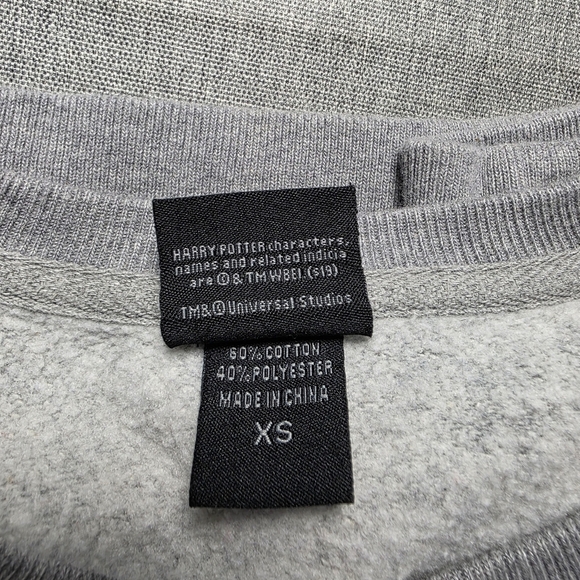 HARRY POTTER characters,
names and related indicia
are © & TM WBEI. (s19)
TM & © Universal Studios
60% COTTON
40% POLYESTER
MADE IN CHINA
XS